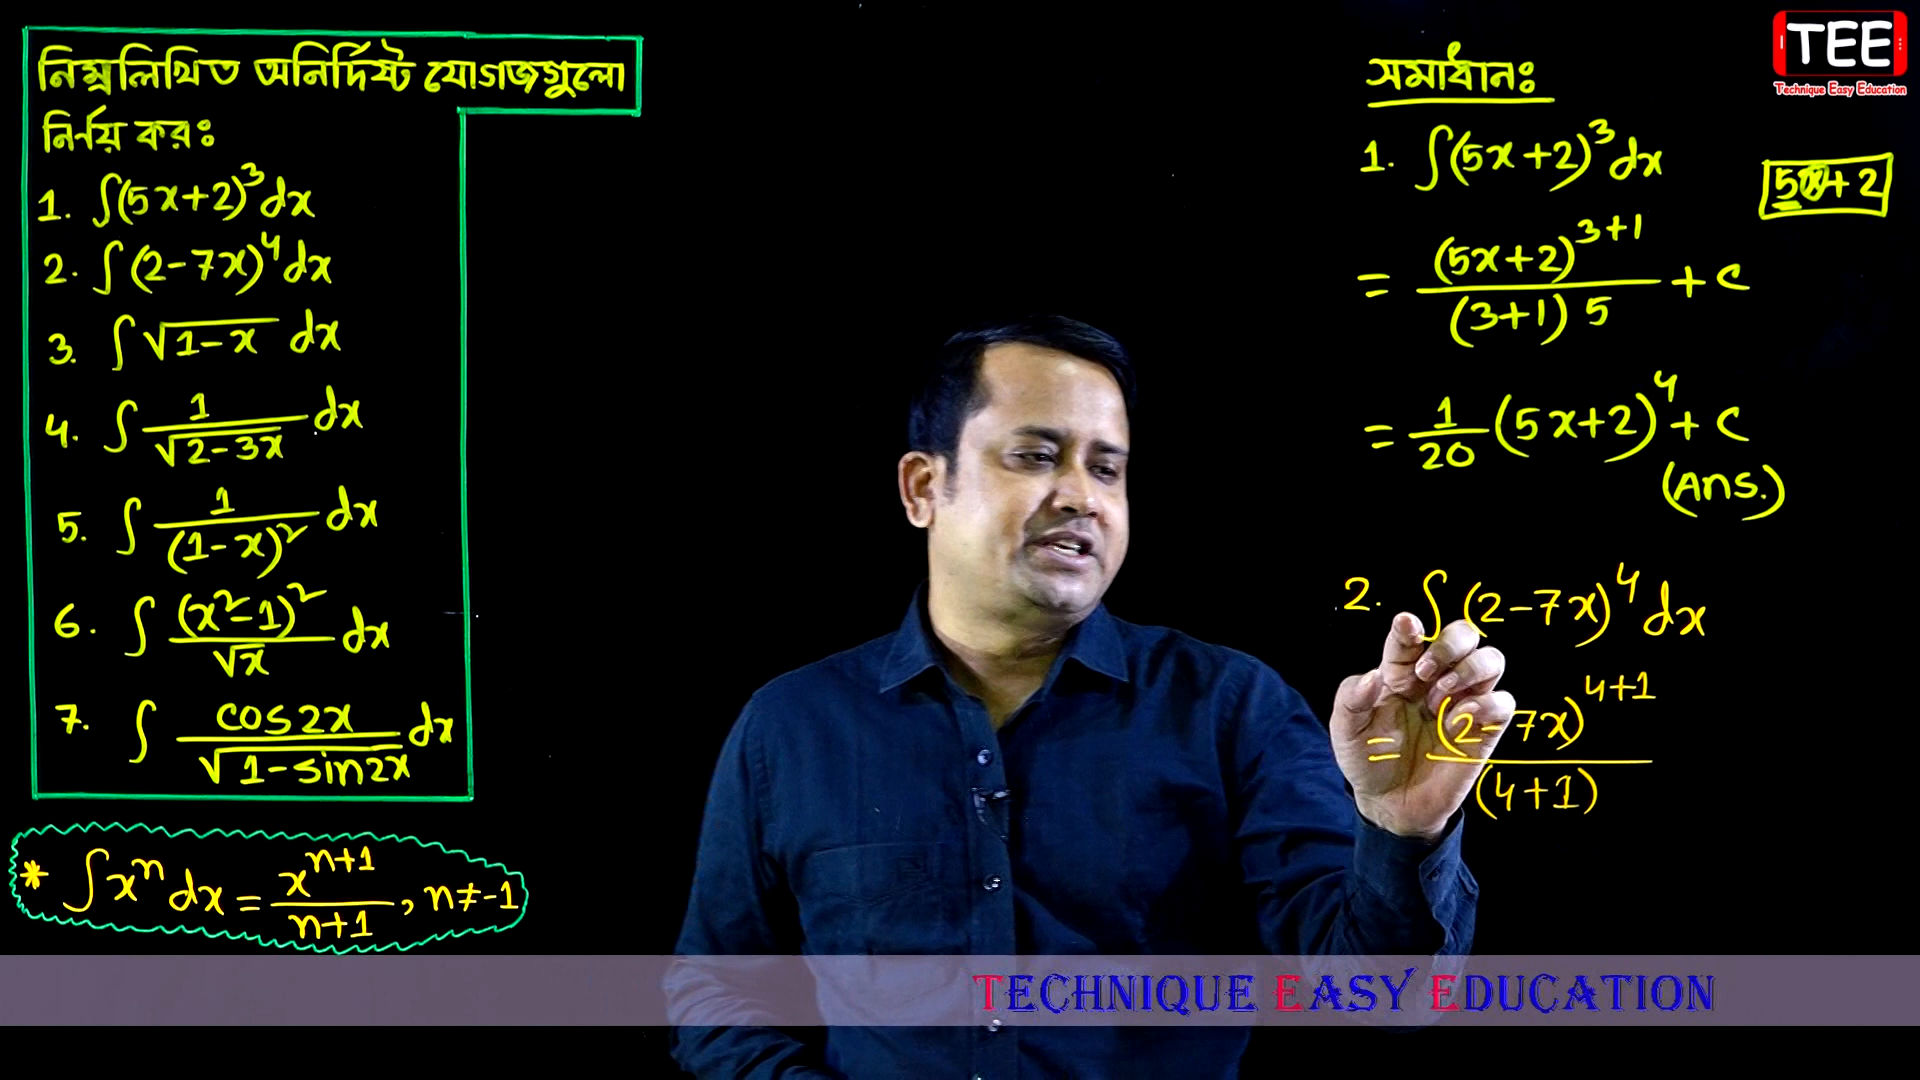 নিম্নলিখিত অনির্দিষ্ট যোগজগুলো
নির্নয় করঃ
1. ∫(5x+2)³dx
2. ∫(2-7x)⁴dx
3. ∫√(1-x) dx
4. ∫ 1/√(2-3x) dx
5. ∫ 1/(1-x)² dx
6. ∫ (x²-1)²/√x dx
7. ∫ cos2x/√(1-sin2x) dx
* ∫xⁿdx = xⁿ⁺¹/(n+1), n≠-1
সমাধানঃ
1. ∫(5x+2)³dx
= (5x+2)³⁺¹/((3+1) 5) + c
= 1/20 (5x+2)⁴ + c
(Ans.)
2. ∫(2-7x)⁴dx
= (2-7x)⁴⁺¹/(4+1)
5x+2
TEE
Technique Easy Education
TECHNIQUE EASY EDUCATION